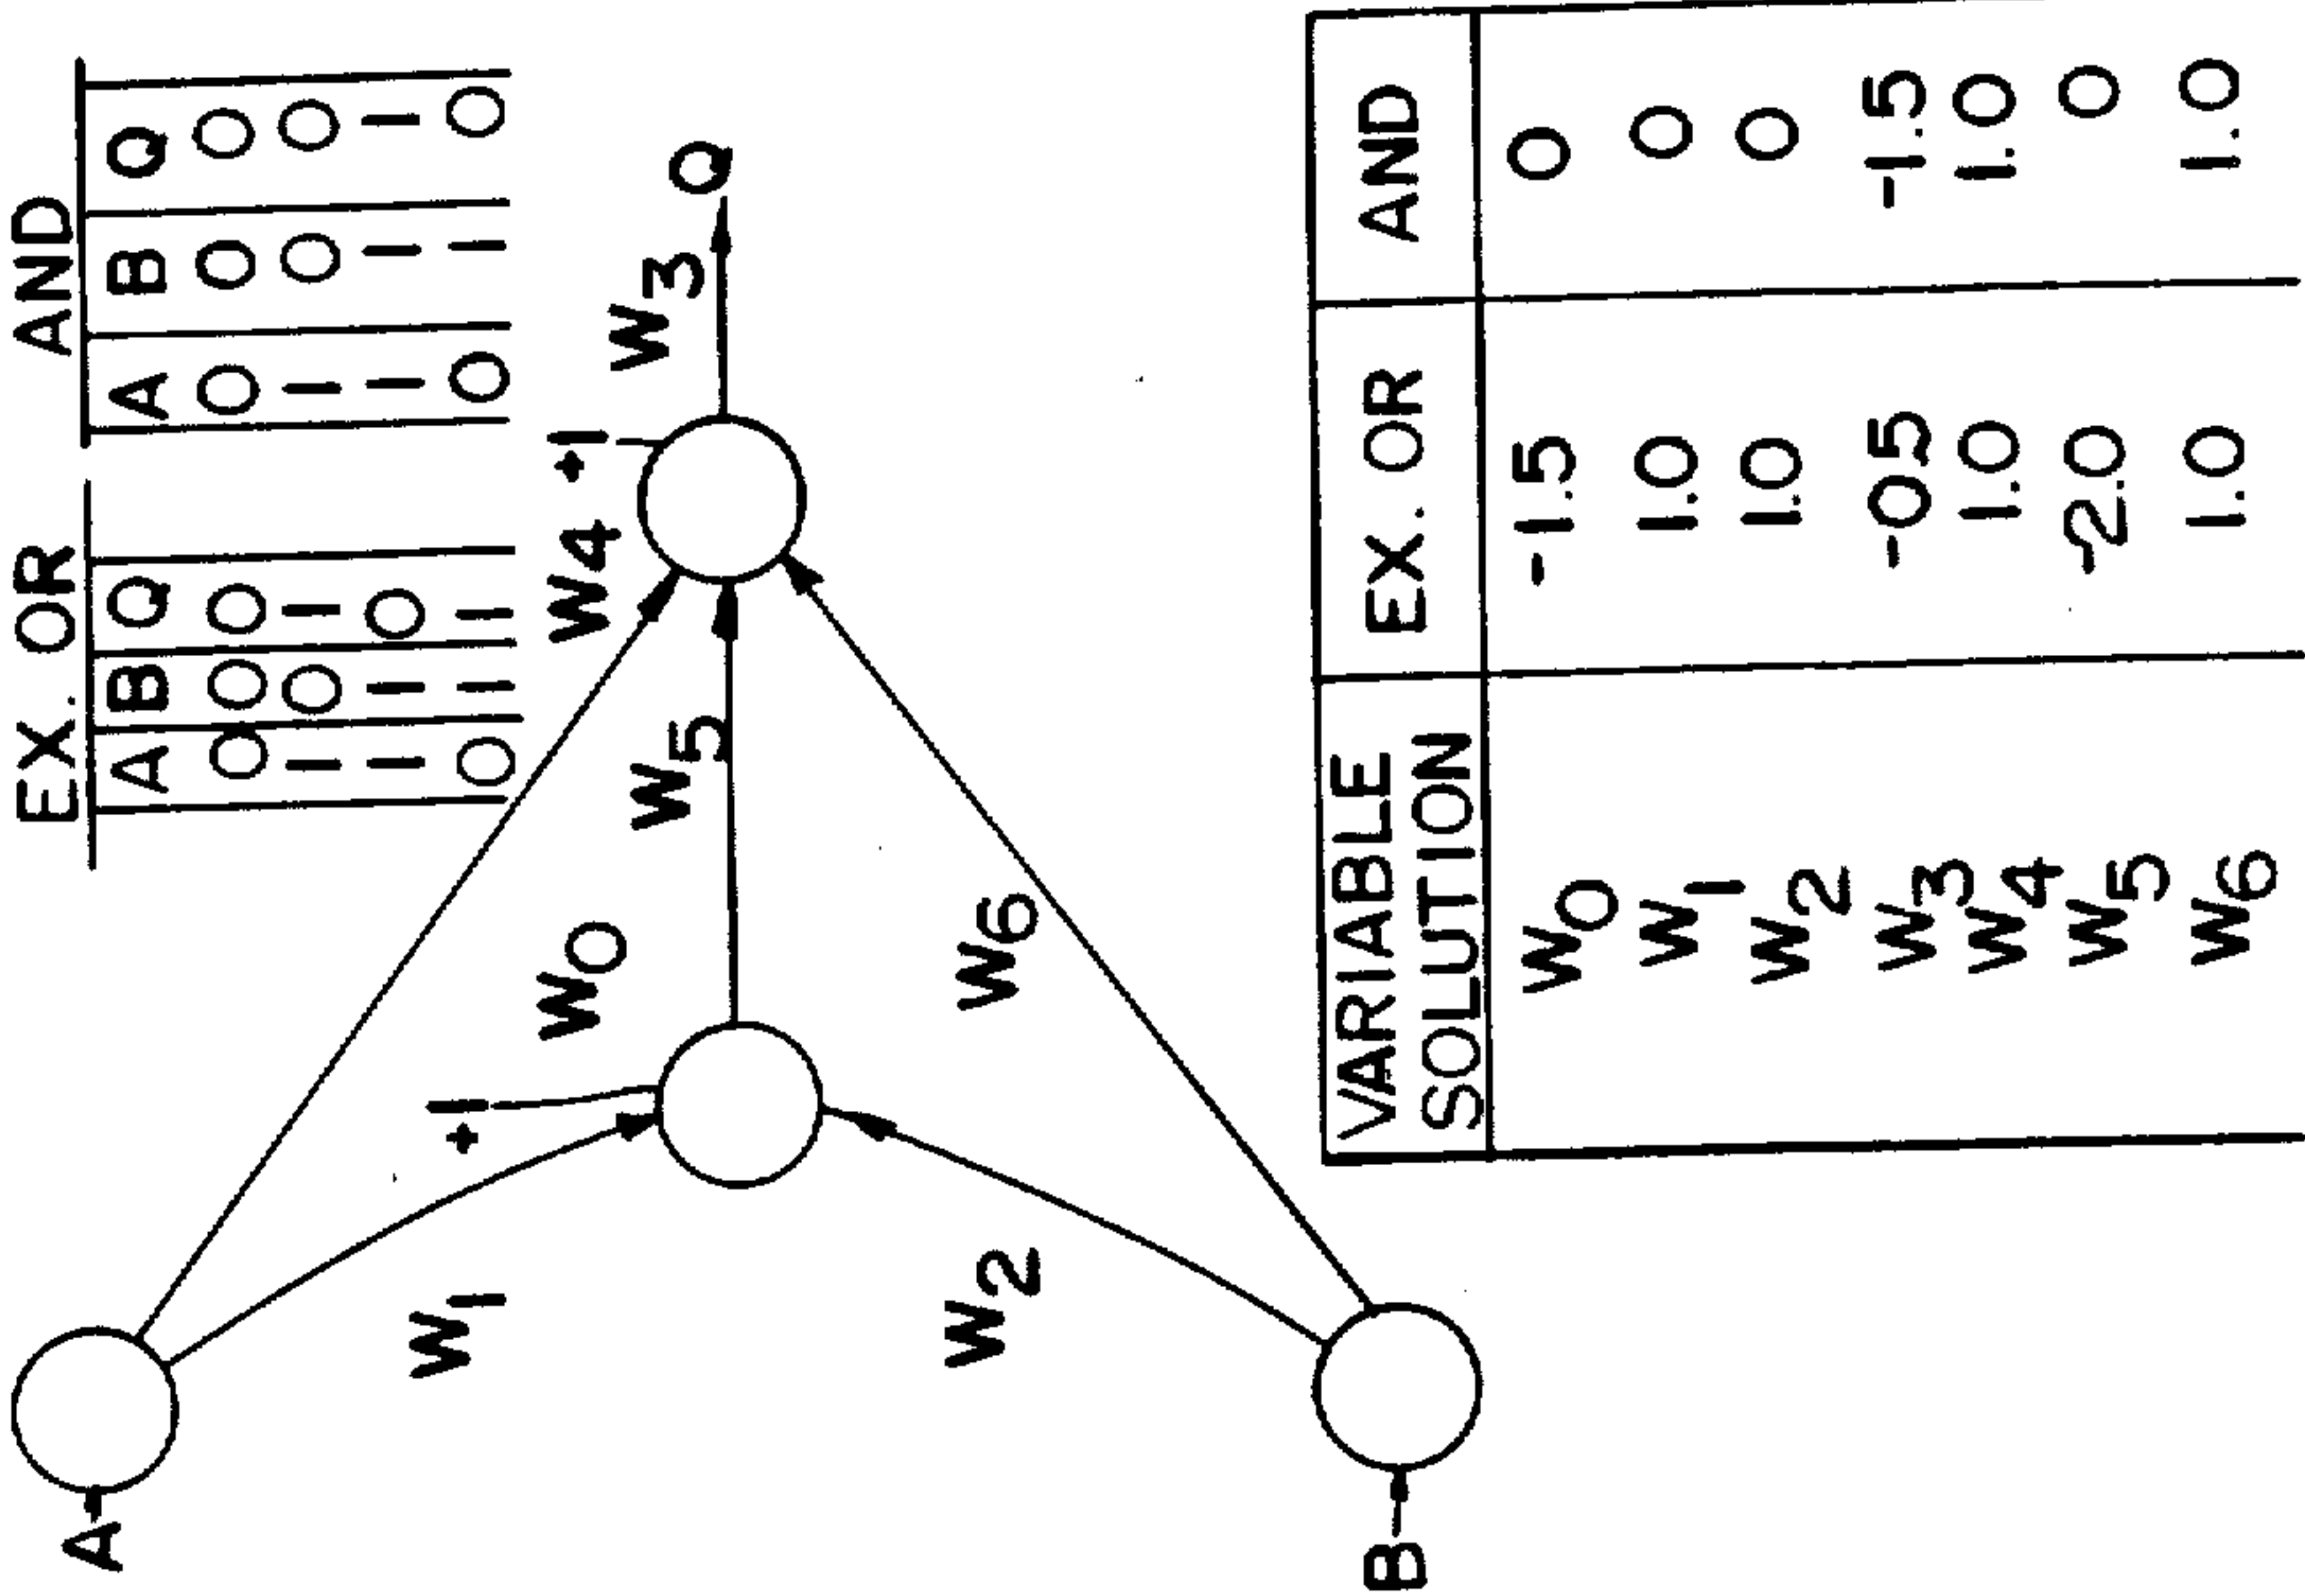 EX. OR
A B Q
0 0 0
1 0 1
1 1 0
0 1 1
AND
A B Q
0 0 0
1 0 0
1 1 1
0 1 0
A
W1
+1
W0
W4 +1
W5
W3
Q
W2
W6
B
VARIABLE SOLUTION EX. OR AND
W0 -1.5 0
W1 1.0 0
W2 1.0 0
W3 -05 -1.5
W4 1.0 1.0
W5 -2.0 0
W6 1.0 1.0